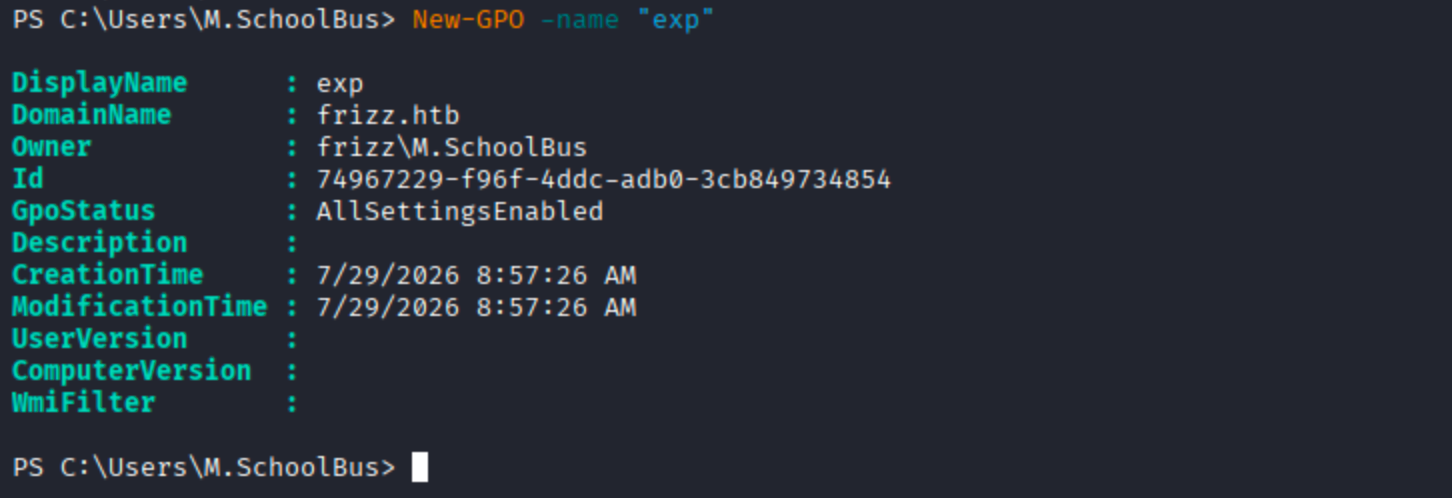 PS C:\Users\M.SchoolBus> New-GPO -name "exp"
DisplayName      : exp
DomainName       : frizz.htb
Owner            : frizz\M.SchoolBus
Id               : 74967229-f96f-4ddc-adb0-3cb849734854
GpoStatus        : AllSettingsEnabled
Description      :
CreationTime     : 7/29/2026 8:57:26 AM
ModificationTime : 7/29/2026 8:57:26 AM
UserVersion      :
ComputerVersion  :
WmiFilter        :
PS C:\Users\M.SchoolBus>